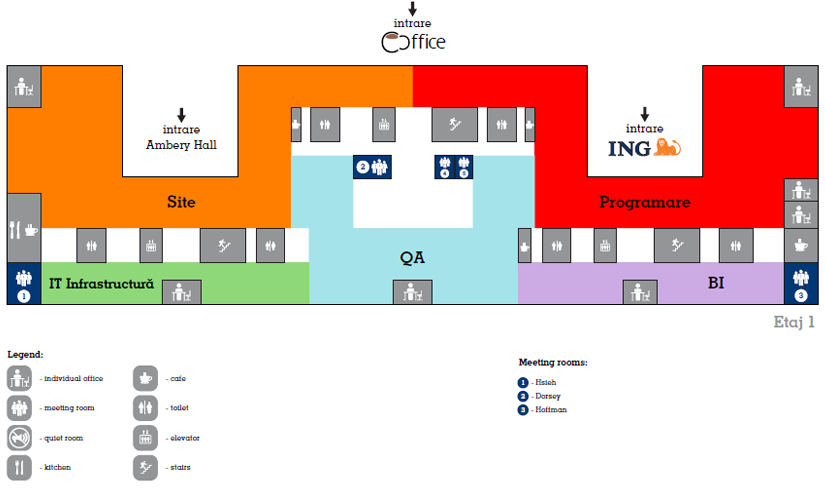 intrare
Coffice
intrare
Ambery Hall
intrare
ING
2
4
5
Site
Programare
QA
IT Infrastructură
BI
1
3
Etaj 1
Legend:
- individual office
- meeting room
- quiet room
- kitchen
- cafe
- toilet
- elevator
- stairs
Meeting rooms:
1 - Hsieh
2 - Dorsey
3 - Hoffman